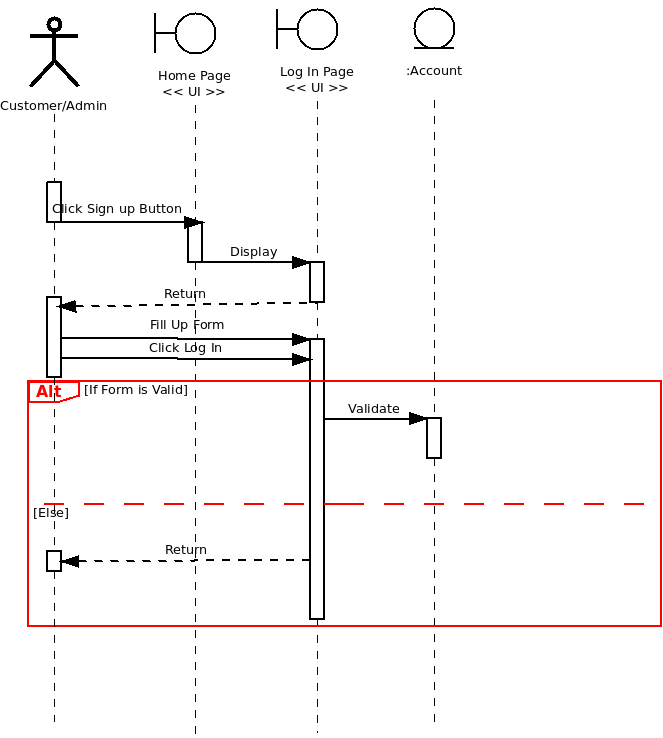 Customer/Admin
Home Page
<< UI >>
Log In Page
<< UI >>
:Account
Click Sign up Button
Display
Return
Fill Up Form
Click Log In
Alt [If Form is Valid]
Validate
[Else]
Return